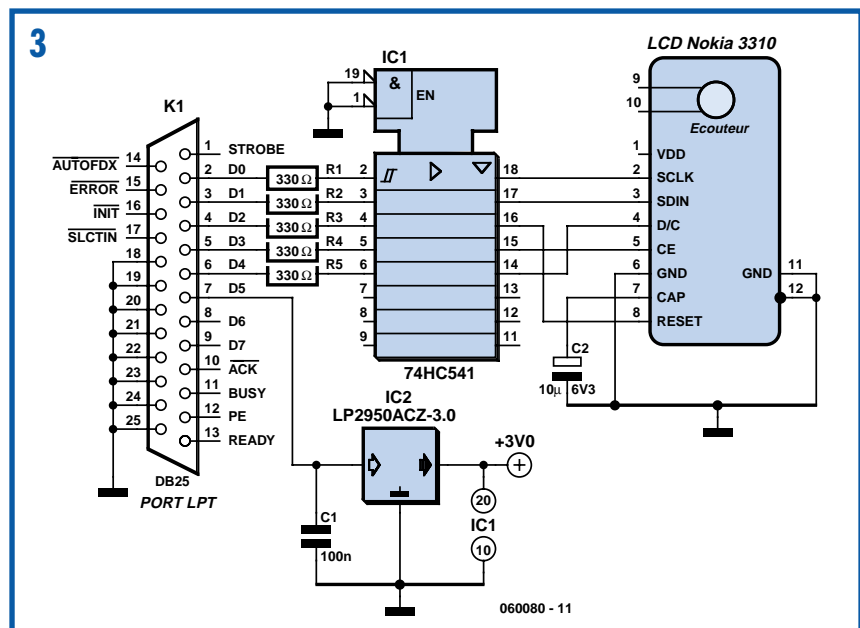 3
LCD Nokia 3310
IC1
19
1
&
EN
9
10
Ecouteur
K1
1 STROBE
2 D0
3 D1
4 D2
5 D3
6 D4
7 D5
8 D6
9 D7
10 ACK
11 BUSY
12 PE
13 READY
AUTOFDX 14
ERROR 15
INIT 16
SLCTIN 17
18
19
20
21
22
23
24
25
DB25
PORT LPT
330 Ω R1 2
330 Ω R2 3
330 Ω R3 4
330 Ω R4 5
330 Ω R5 6
7
8
9
18
17
16
15
14
13
12
11
74HC541
1 VDD
2 SCLK
3 SDIN
4 D/C
5 CE
6 GND
7 CAP
8 RESET
GND 11
12
C2
10µ 6V3
IC2
LP2950ACZ-3.0
+3V0
20
IC1
10
C1
100n
060080 - 11